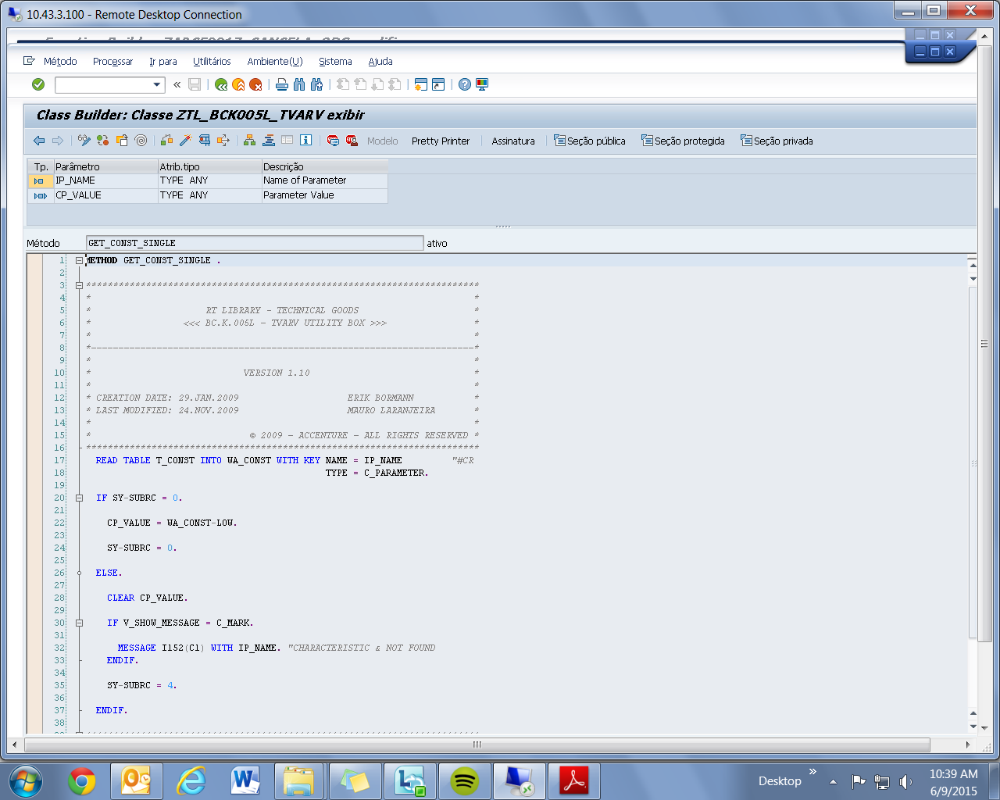 10.43.3.100 - Remote Desktop Connection
Método Processar Ir para Utilitários Ambiente(U) Sistema Ajuda
Class Builder: Classe ZTL_BCK005L_TVARV exibir
Modelo Pretty Printer Assinatura Seção pública Seção protegida Seção privada
Tp. Parâmetro Atrib.tipo Descrição
IP_NAME TYPE ANY Name of Parameter
CP_VALUE TYPE ANY Parameter Value
Método GET_CONST_SINGLE ativo
1 METHOD GET_CONST_SINGLE .
2
3 ***********************************************************************
4 * *
5 * RT LIBRARY - TECHNICAL GOODS *
6 * <<< BC.K.005L - TVARV UTILITY BOX >>> *
7 * *
8 *---------------------------------------------------------------------*
9 * *
10 * VERSION 1.10 *
11 * *
12 * CREATION DATE: 29.JAN.2009 ERIK BORMANN *
13 * LAST MODIFIED: 24.NOV.2009 MAURO LARANJEIRA *
14 * *
15 * © 2009 - ACCENTURE - ALL RIGHTS RESERVED *
16 ***********************************************************************
17 READ TABLE T_CONST INTO WA_CONST WITH KEY NAME = IP_NAME "#CR
18 TYPE = C_PARAMETER.
19
20 IF SY-SUBRC = 0.
21
22 CP_VALUE = WA_CONST-LOW.
23
24 SY-SUBRC = 0.
25
26 ELSE.
27
28 CLEAR CP_VALUE.
29
30 IF V_SHOW_MESSAGE = C_MARK.
31
32 MESSAGE I152(C1) WITH IP_NAME. "CHARACTERISTIC & NOT FOUND
33 ENDIF.
34
35 SY-SUBRC = 4.
36
37 ENDIF.
38
Desktop 10:39 AM
6/9/2015